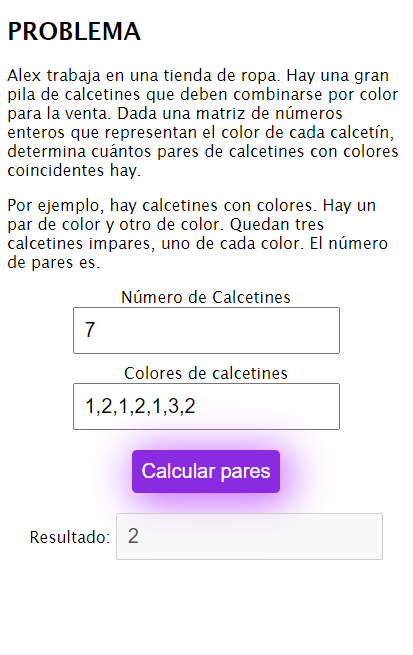 PROBLEMA
Alex trabaja en una tienda de ropa. Hay una gran
pila de calcetines que deben combinarse por color
para la venta. Dada una matriz de números
enteros que representan el color de cada calcetín,
determina cuántos pares de calcetines con colores
coincidentes hay.
Por ejemplo, hay calcetines con colores. Hay un
par de color y otro de color. Quedan tres
calcetines impares, uno de cada color. El número
de pares es.
Número de Calcetines
7
Colores de calcetines
1,2,1,2,1,3,2
Calcular pares
Resultado: 2